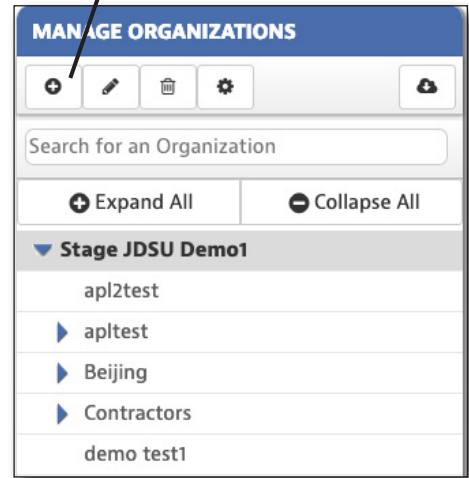 MANAGE ORGANIZATIONS
Search for an Organization
Expand All Collapse All
Stage JDSU Demo1
apl2test
apltest
Beijing
Contractors
demo test1